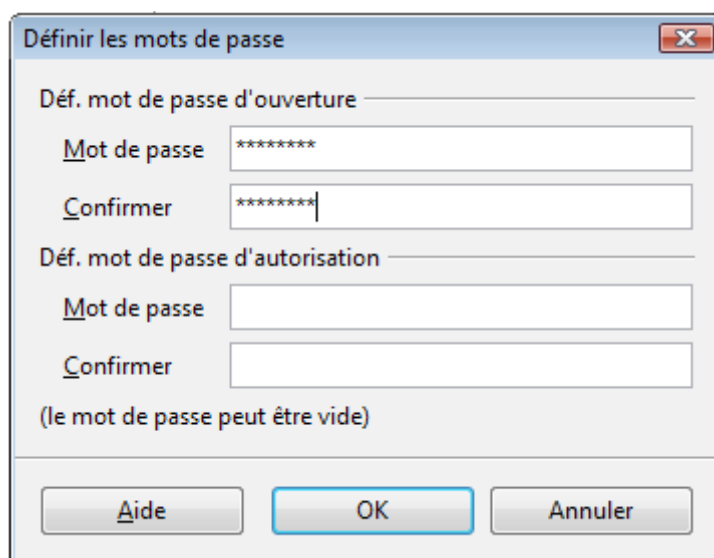 Définir les mots de passe
Déf. mot de passe d'ouverture
Mot de passe ********
Confirmer ********
Déf. mot de passe d'autorisation
Mot de passe
Confirmer
(le mot de passe peut être vide)
Aide OK Annuler